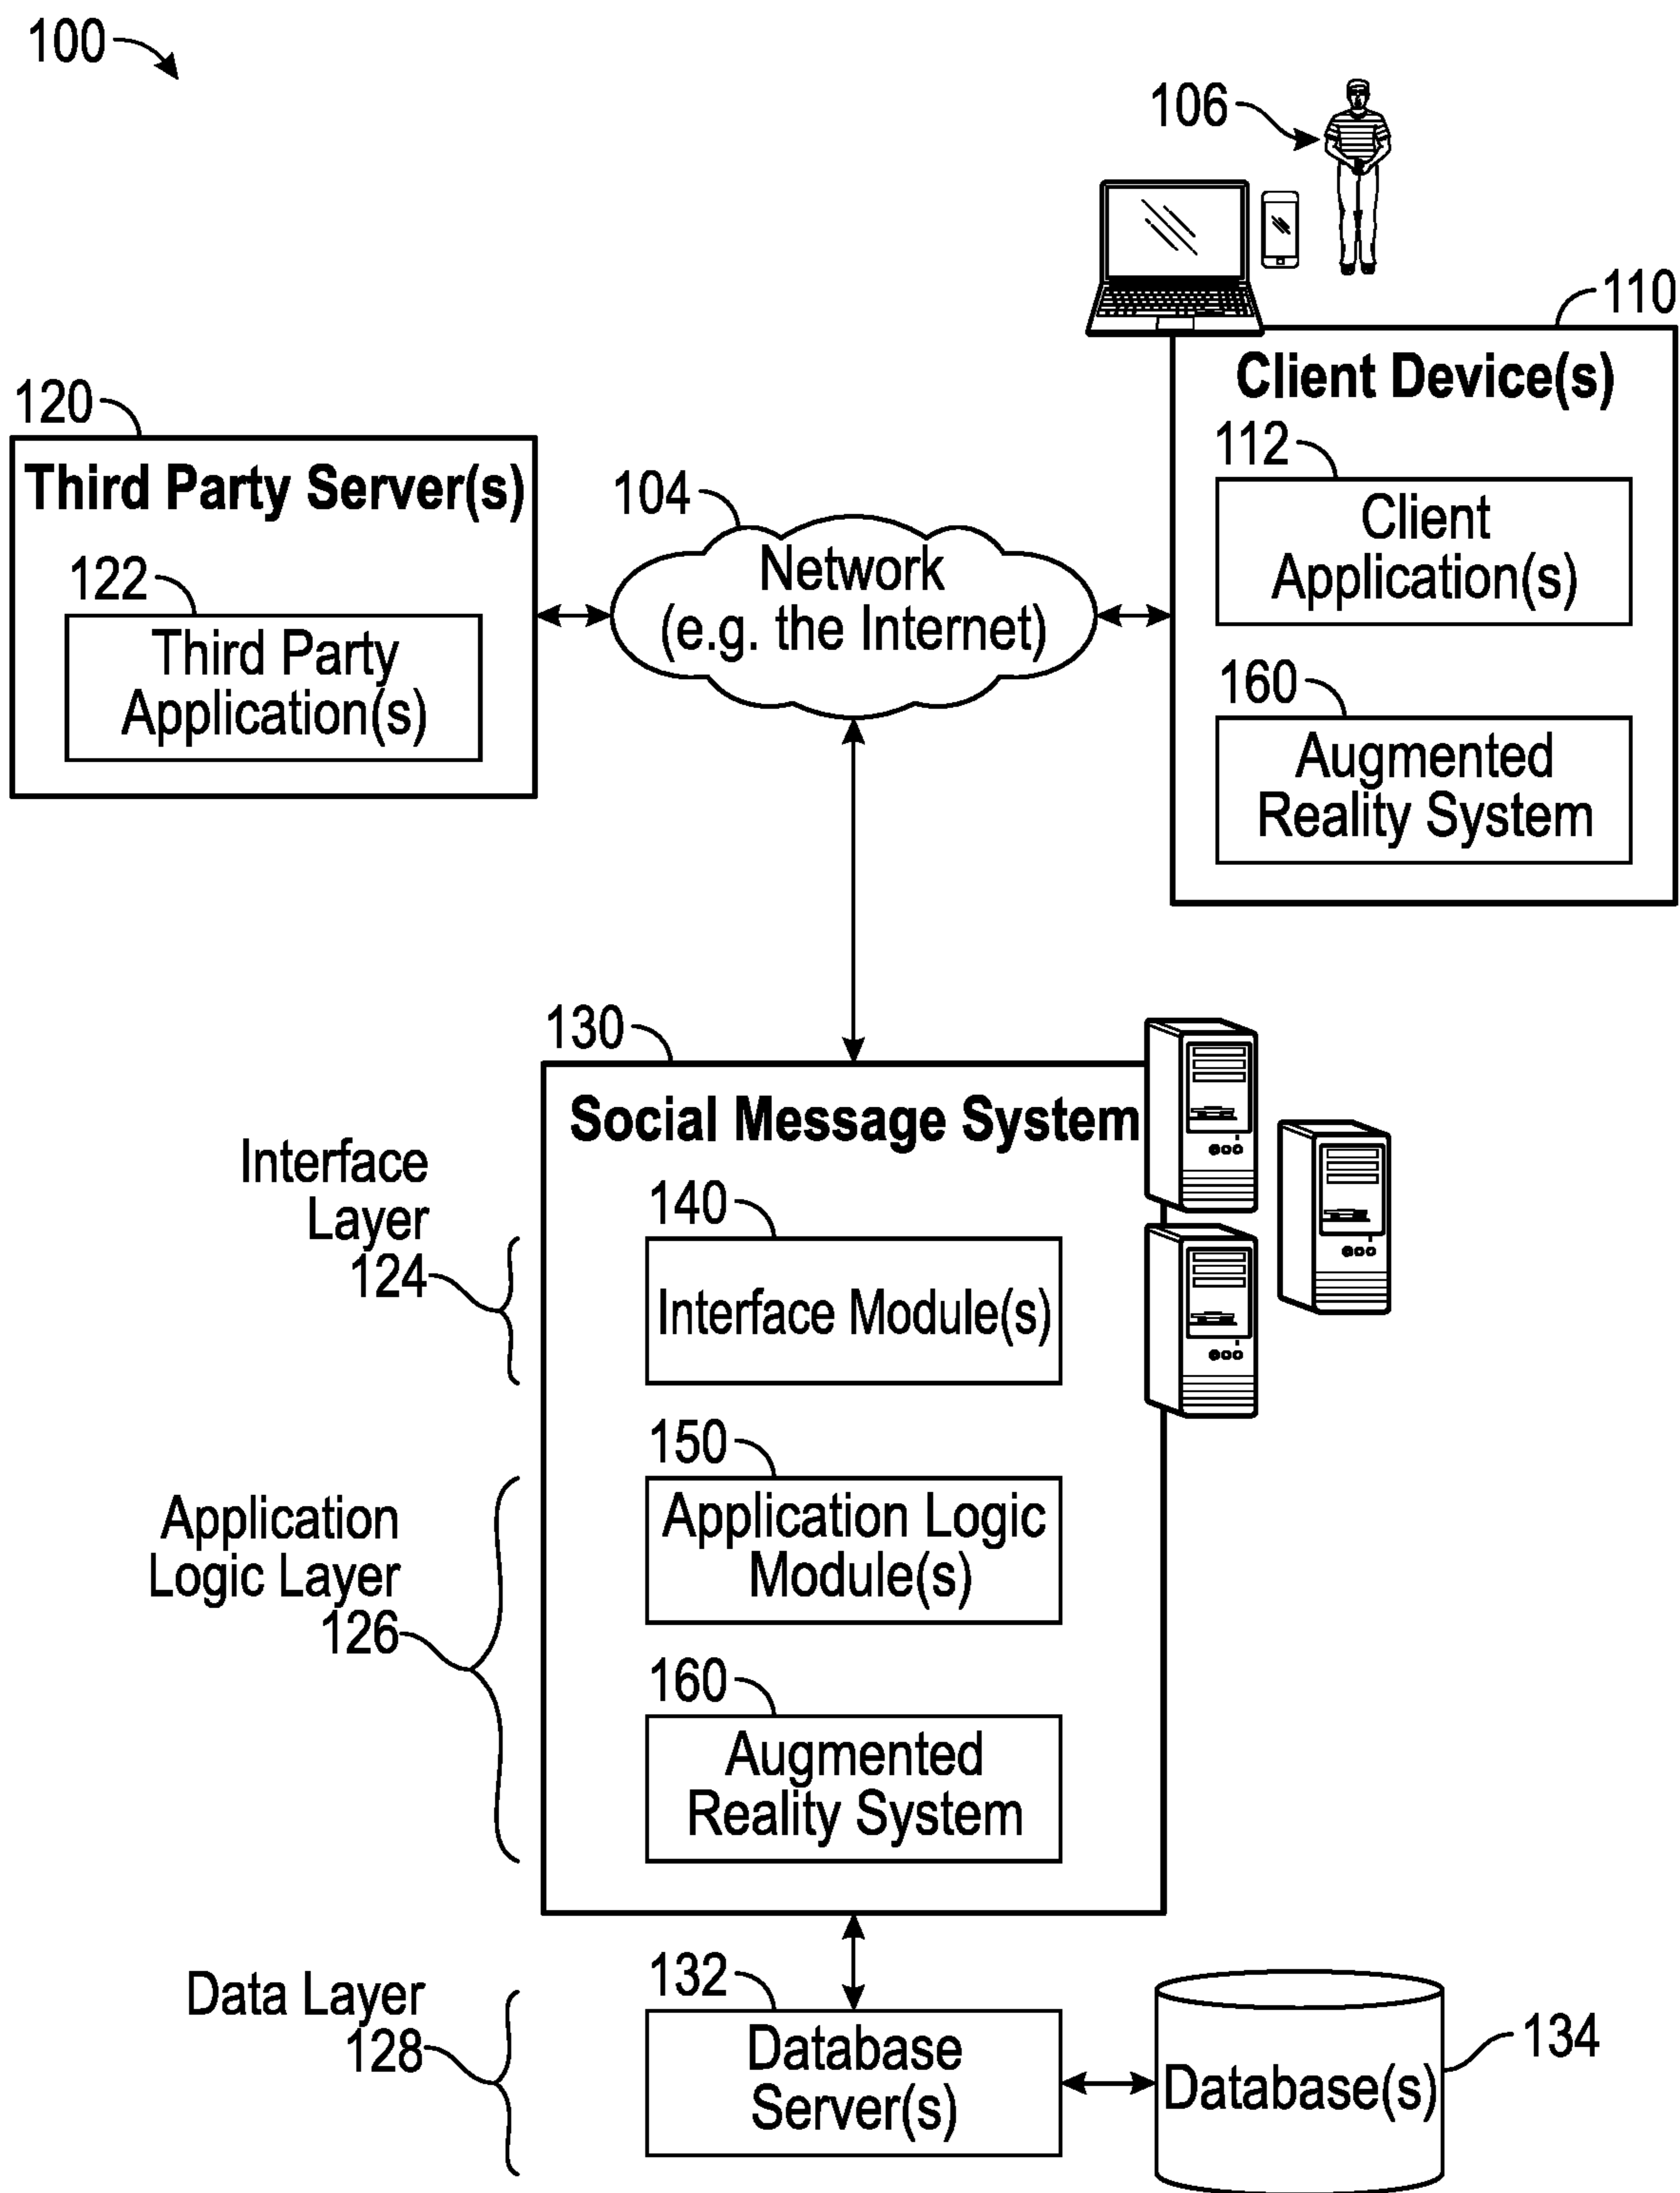 100
106
110
Client Device(s)
112
Client
Application(s)
160
Augmented
Reality System
120
Third Party Server(s)
122
Third Party
Application(s)
104
Network
(e.g. the Internet)
130
Social Message System
Interface
Layer
124
140
Interface Module(s)
Application
Logic Layer
126
150
Application Logic
Module(s)
160
Augmented
Reality System
Data Layer
128
132
Database
Server(s)
134
Database(s)